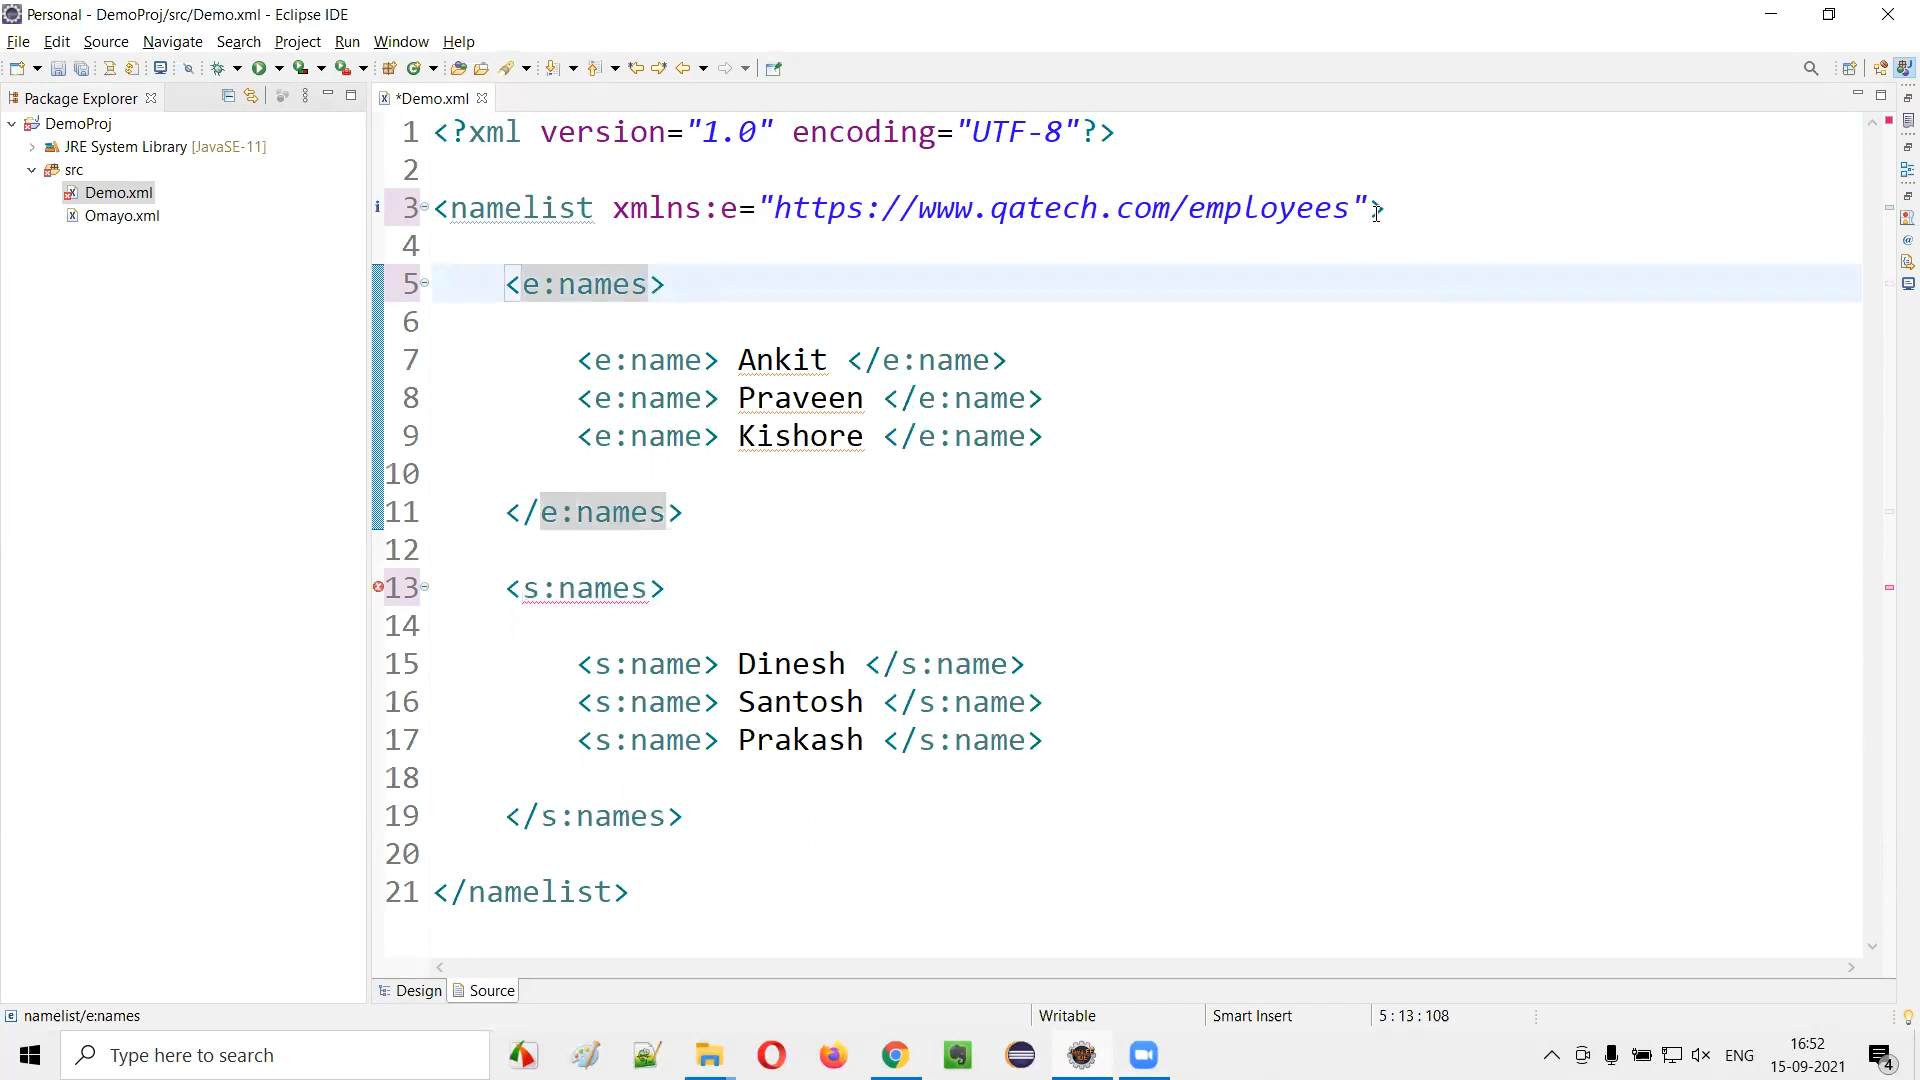 Personal - DemoProj/src/Demo.xml - Eclipse IDE
File Edit Source Navigate Search Project Run Window Help
Package Explorer
*Demo.xml
DemoProj
JRE System Library [JavaSE-11]
src
Demo.xml
Omayo.xml
1 <?xml version="1.0" encoding="UTF-8"?>
2
3 <namelist xmlns:e="https://www.qatech.com/employees">
4
5 <e:names>
6
7 <e:name> Ankit </e:name>
8 <e:name> Praveen </e:name>
9 <e:name> Kishore </e:name>
10
11 </e:names>
12
13 <s:names>
14
15 <s:name> Dinesh </s:name>
16 <s:name> Santosh </s:name>
17 <s:name> Prakash </s:name>
18
19 </s:names>
20
21 </namelist>
Design Source
namelist/e:names
Writable
Smart Insert
5 : 13 : 108
Type here to search
ENG
16:52
15-09-2021
4